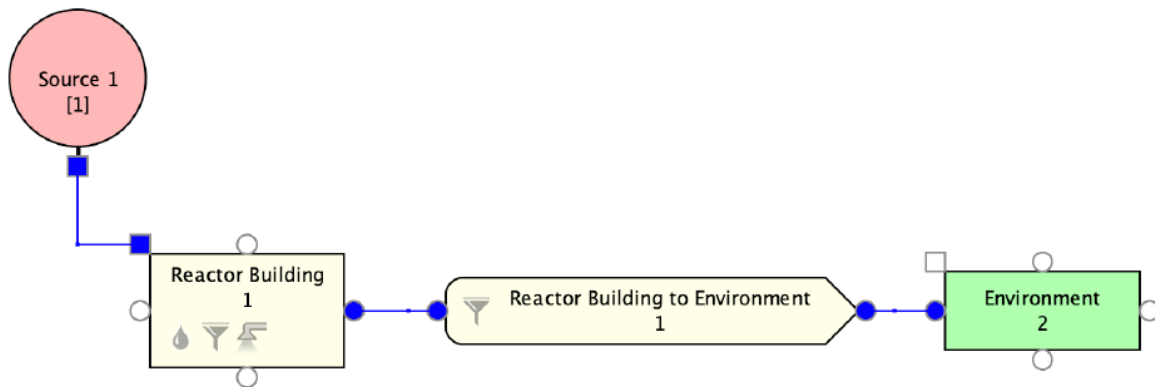 Source 1
[1]
Reactor Building
1
Reactor Building to Environment
1
Environment
2